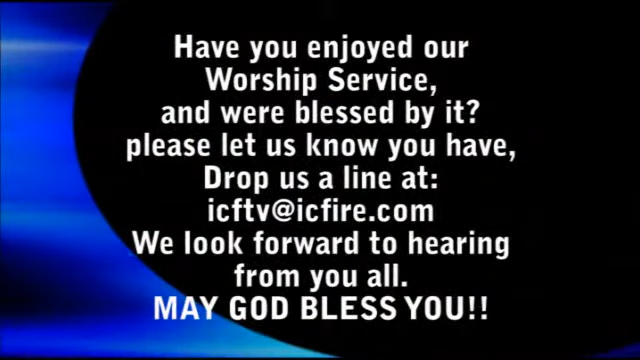 Have you enjoyed our
Worship Service,
and were blessed by it?
please let us know you have,
Drop us a line at:
icftv@icfire.com
We look forward to hearing
from you all.
MAY GOD BLESS YOU!!